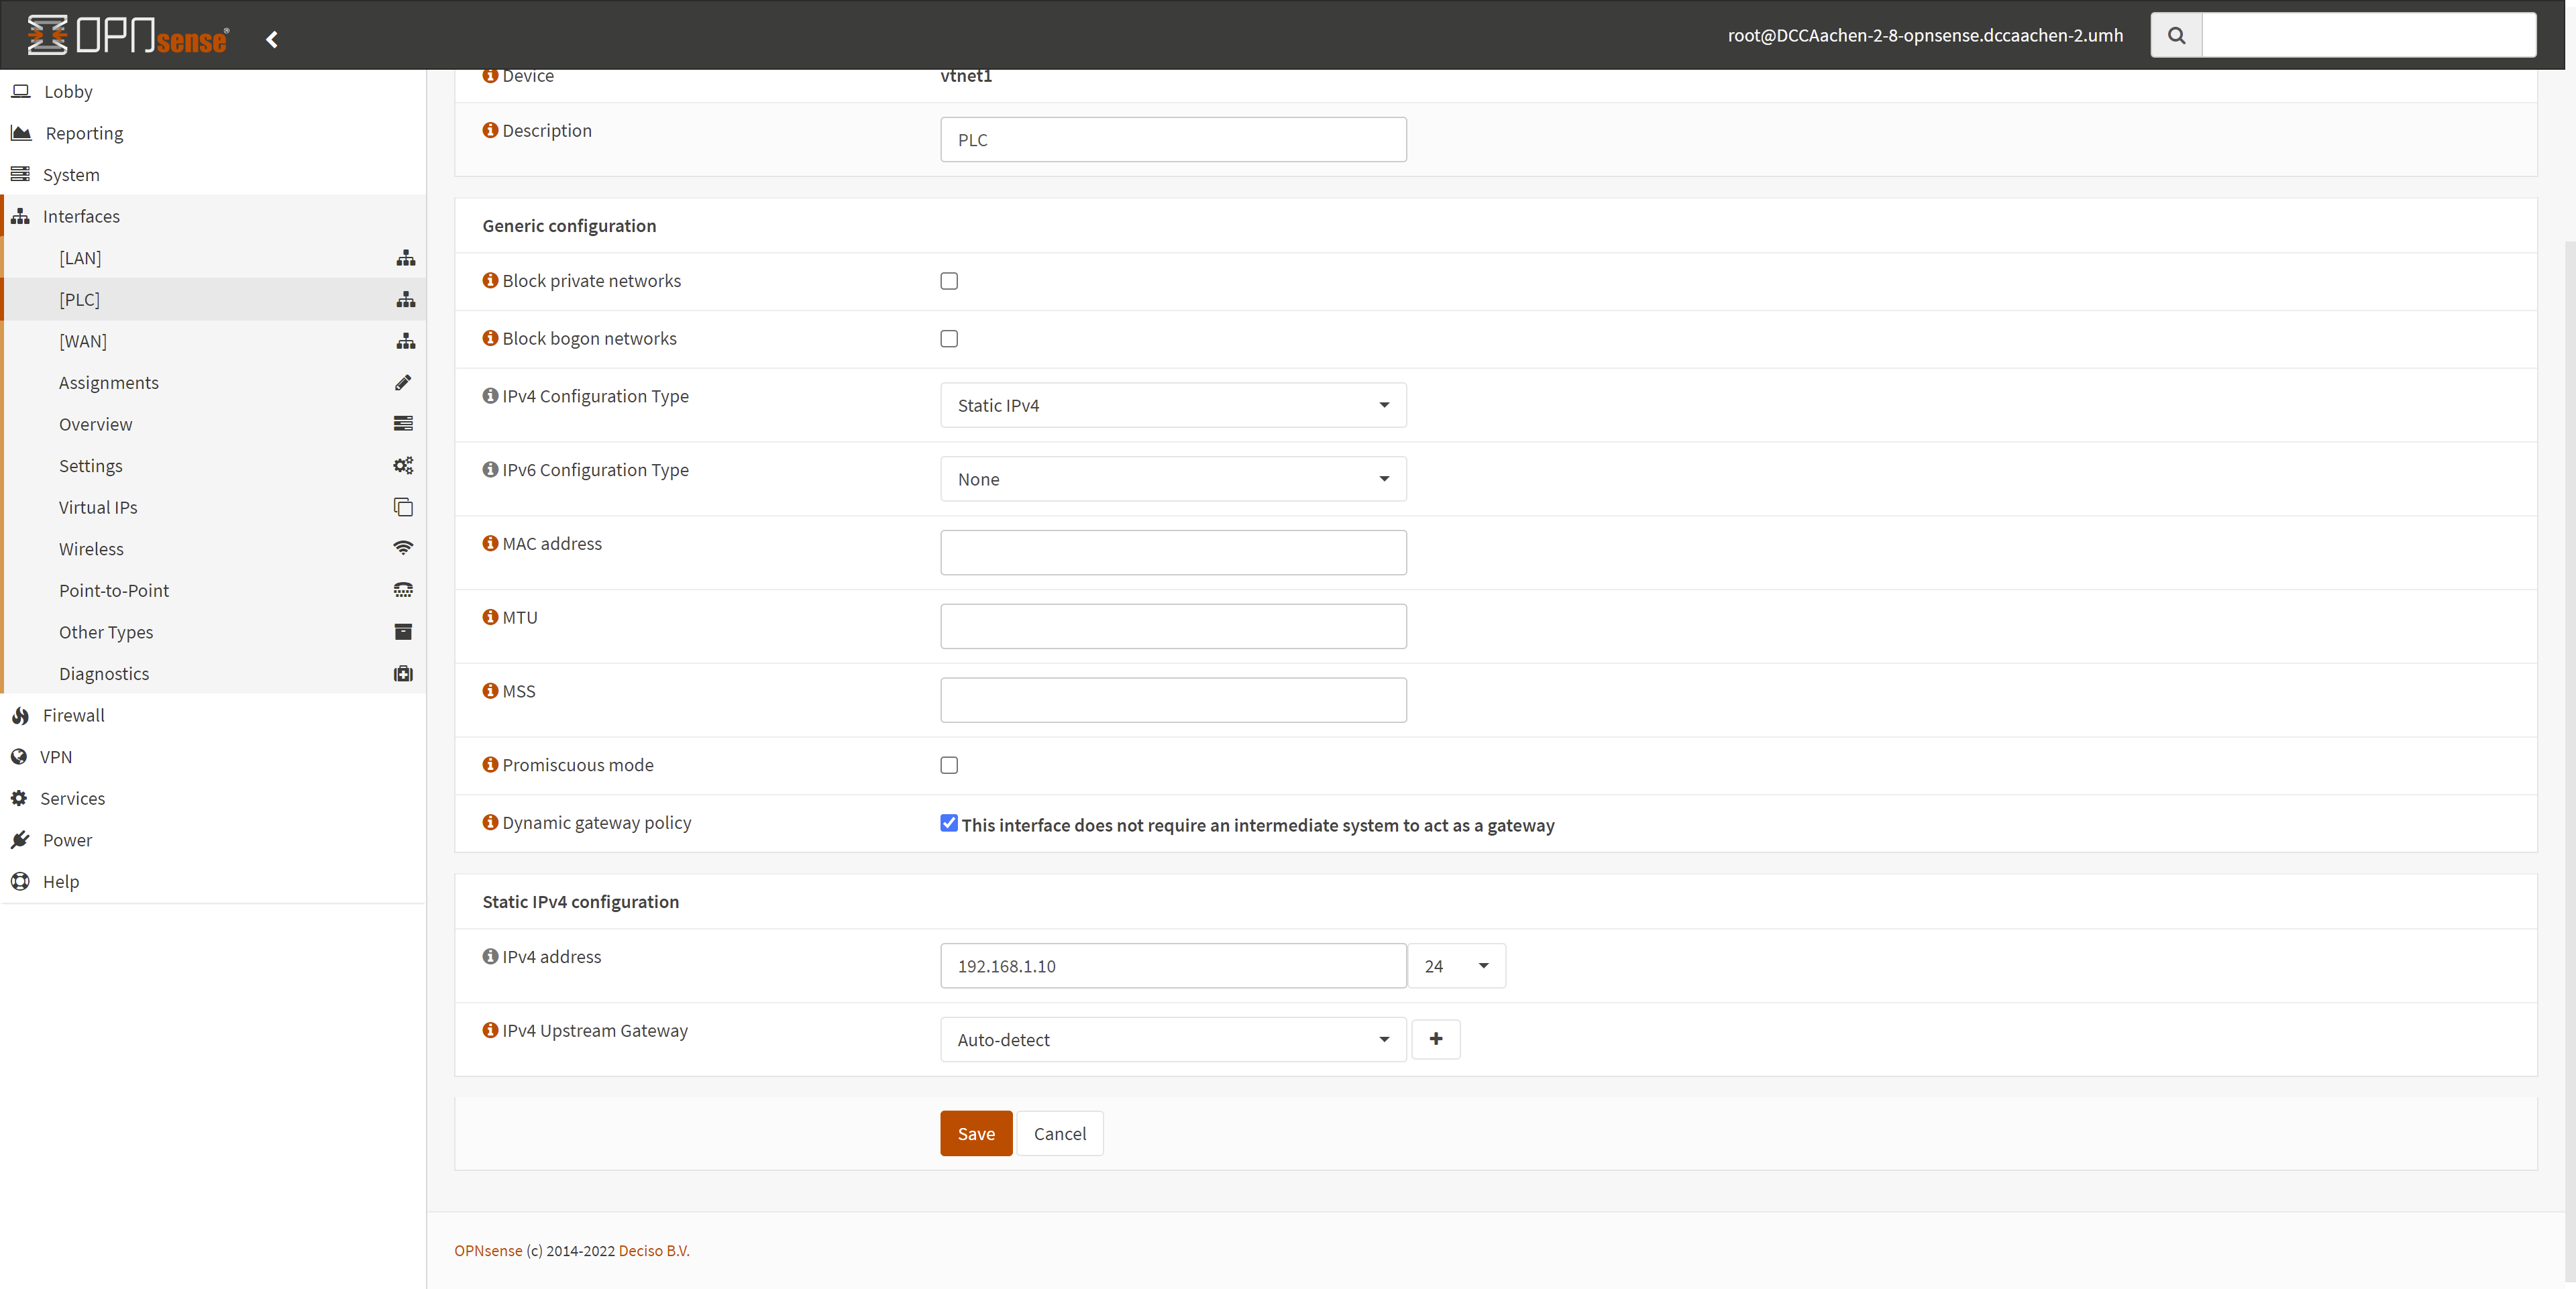 OPNsense®
root@DCCAachen-2-8-opnsense.dccaachen-2.umh
Lobby
Reporting
System
Interfaces
[LAN]
[PLC]
[WAN]
Assignments
Overview
Settings
Virtual IPs
Wireless
Point-to-Point
Other Types
Diagnostics
Firewall
VPN
Services
Power
Help
Device vtnet1
Description PLC
Generic configuration
Block private networks
Block bogon networks
IPv4 Configuration Type Static IPv4
IPv6 Configuration Type None
MAC address
MTU
MSS
Promiscuous mode
Dynamic gateway policy This interface does not require an intermediate system to act as a gateway
Static IPv4 configuration
IPv4 address 192.168.1.10 24
IPv4 Upstream Gateway Auto-detect
Save Cancel
OPNsense (c) 2014-2022 Deciso B.V.